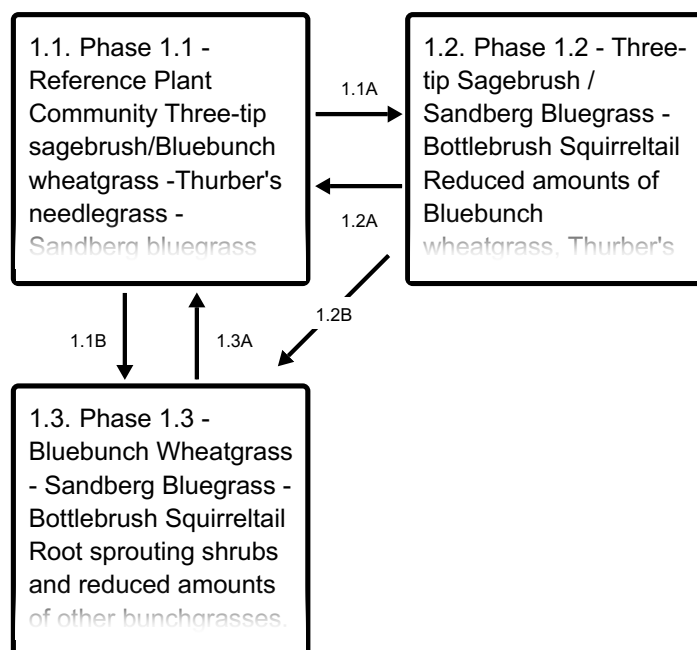 1.1. Phase 1.1 -
Reference Plant
Community Three-tip
sagebrush/Bluebunch
wheatgrass -Thurber's
needlegrass -
Sandberg bluegrass
1.1A
1.2A
1.2. Phase 1.2 - Three-
tip Sagebrush /
Sandberg Bluegrass -
Bottlebrush Squirreltail
Reduced amounts of
Bluebunch
wheatgrass, Thurber's
1.1B
1.3A
1.2B
1.3. Phase 1.3 -
Bluebunch Wheatgrass
- Sandberg Bluegrass -
Bottlebrush Squirreltail
Root sprouting shrubs
and reduced amounts
of other bunchgrasses.